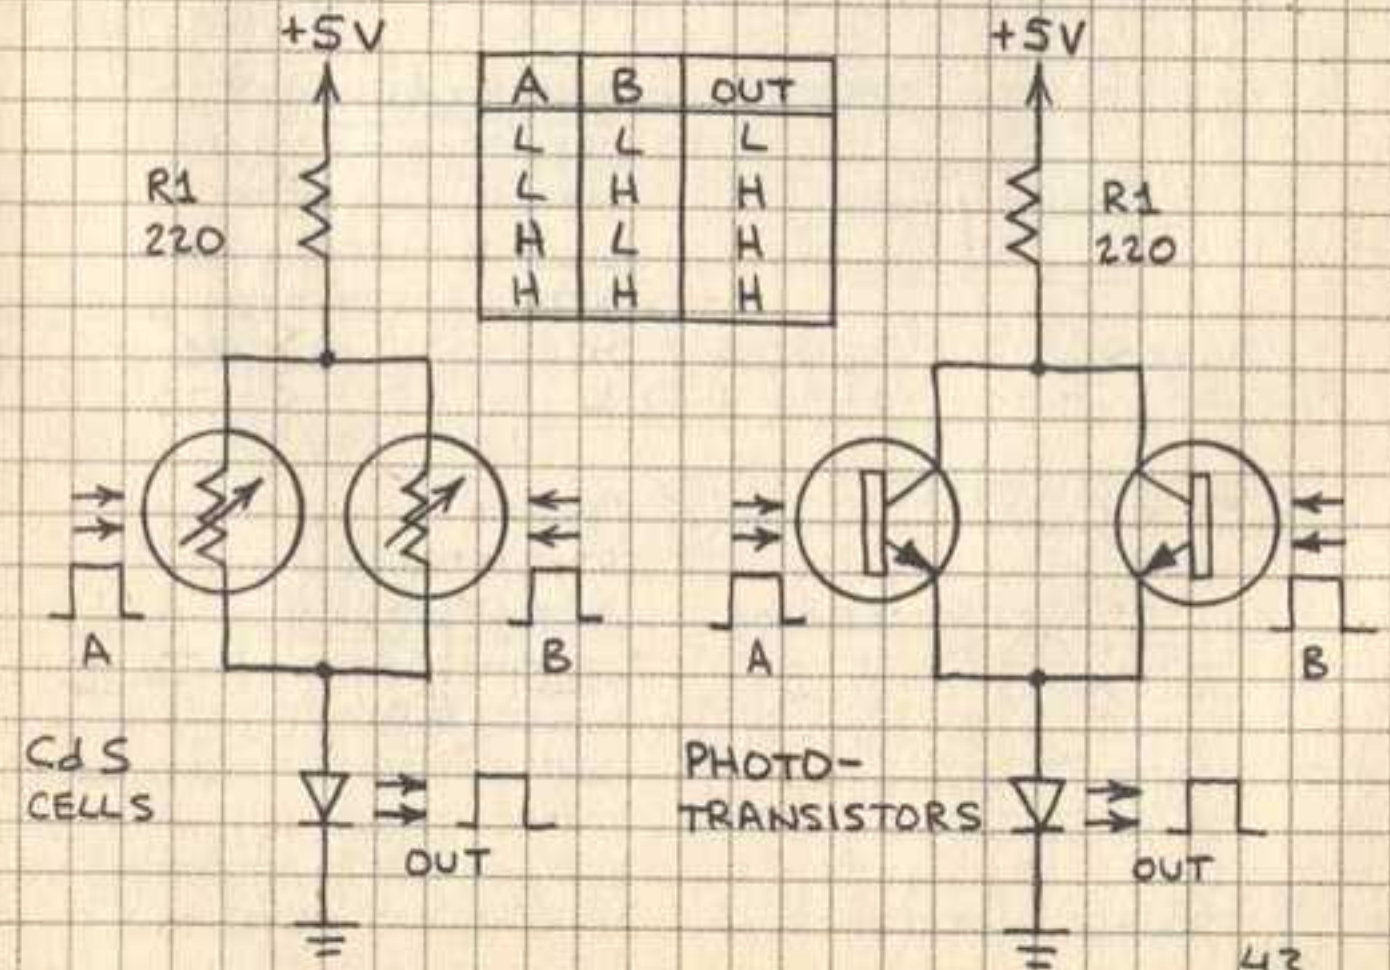 +5V
R1
220
A B OUT
L L L
L H H
H L H
H H H
A
B
CdS
CELLS
OUT
+5V
R1
220
A
B
PHOTO-
TRANSISTORS
OUT